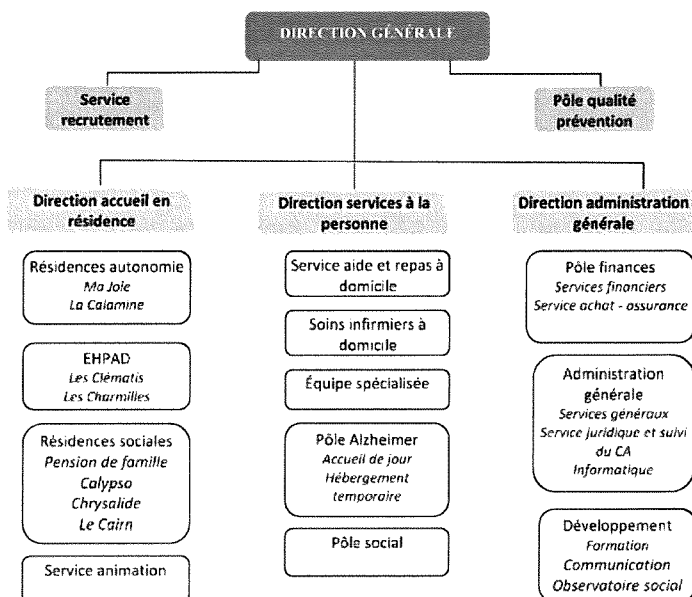 DIRECTION GÉNÉRALE
Service
recrutement
Pôle qualité
prévention
Direction accueil en
résidence
Résidences autonomie
Ma Joie
La Calamine
EHPAD
Les Clématis
Les Charmilles
Résidences sociales
Pension de famille
Calypso
Chrysalide
Le Cairn
Service animation
Direction services à la
personne
Service aide et repas à
domicile
Soins infirmiers à
domicile
Équipe spécialisée
Pôle Alzheimer
Accueil de jour
Hébergement
temporaire
Pôle social
Direction administration
générale
Pôle finances
Services financiers
Service achat - assurance
Administration
générale
Services généraux
Service juridique et suivi
du CA
Informatique
Développement
Formation
Communication
Observatoire social